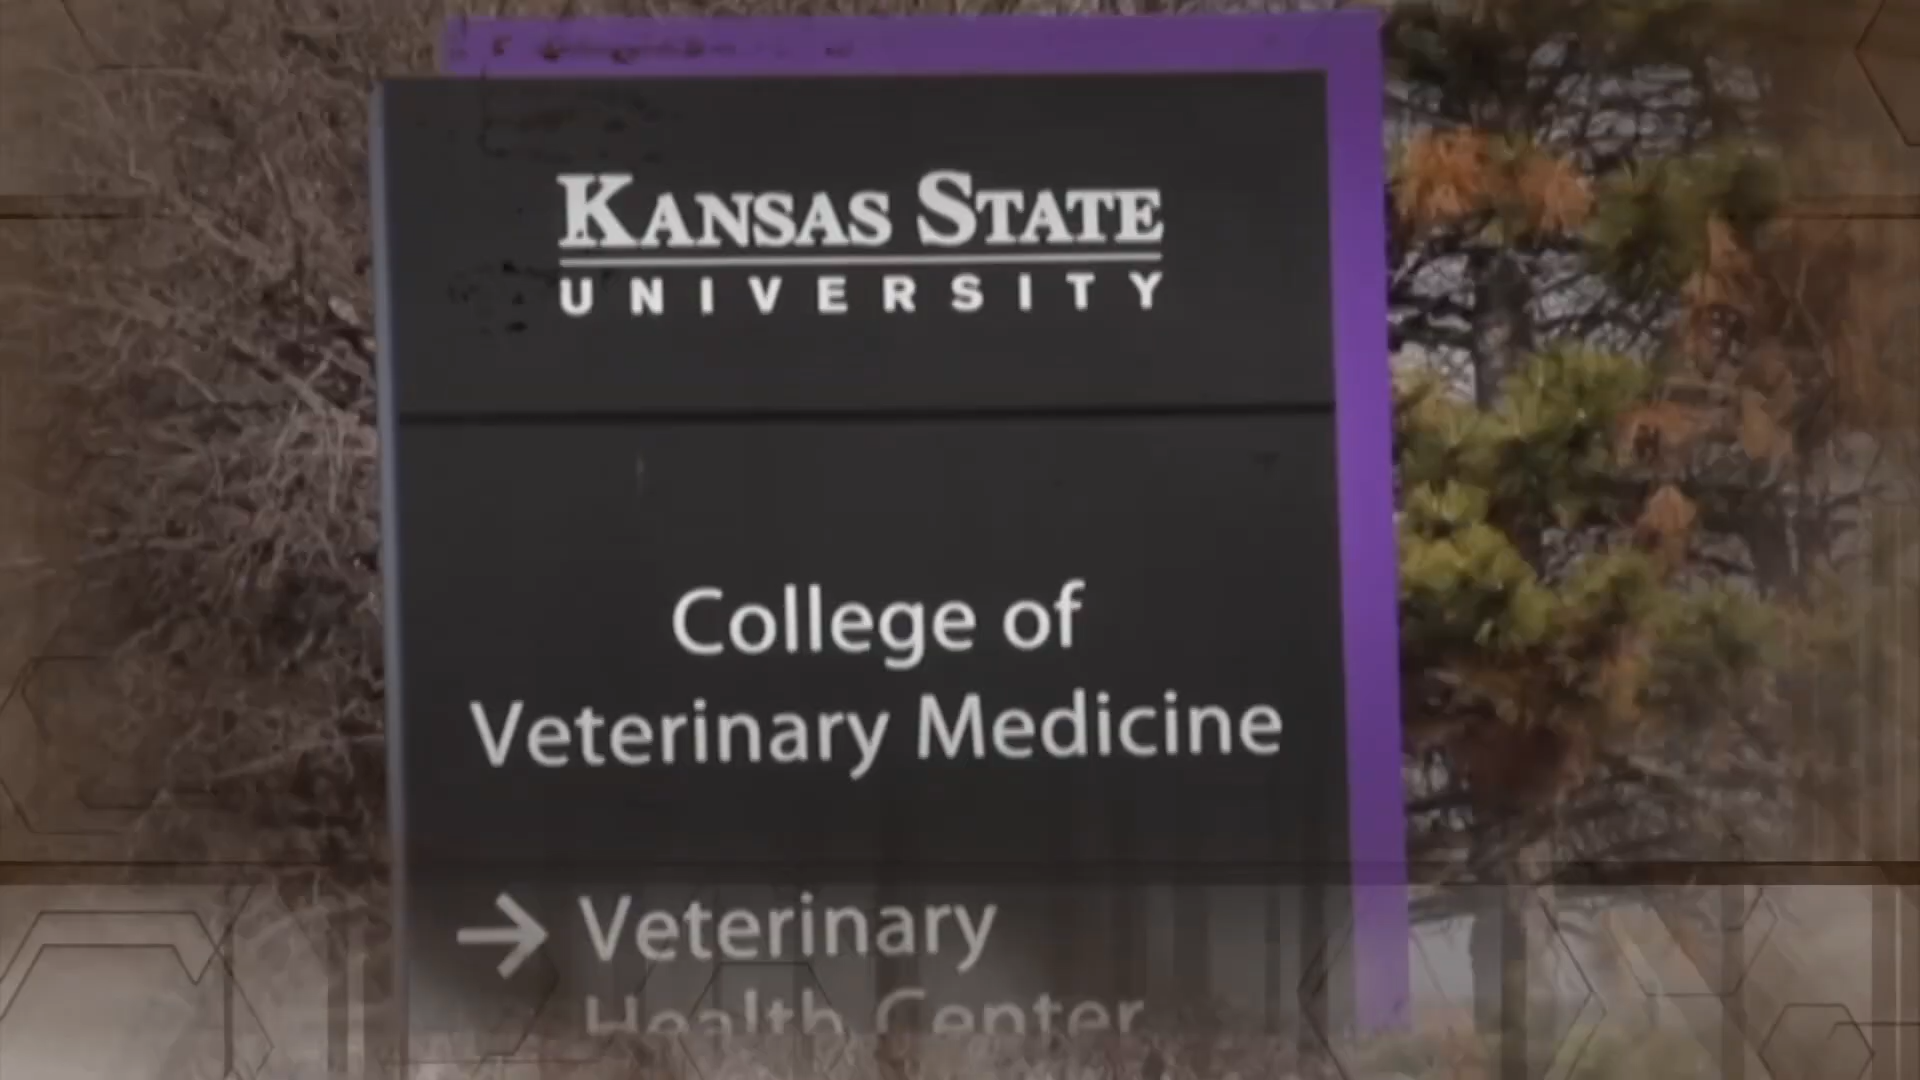 KANSAS STATE
UNIVERSITY
College of
Veterinary Medicine
→ Veterinary
Health Center